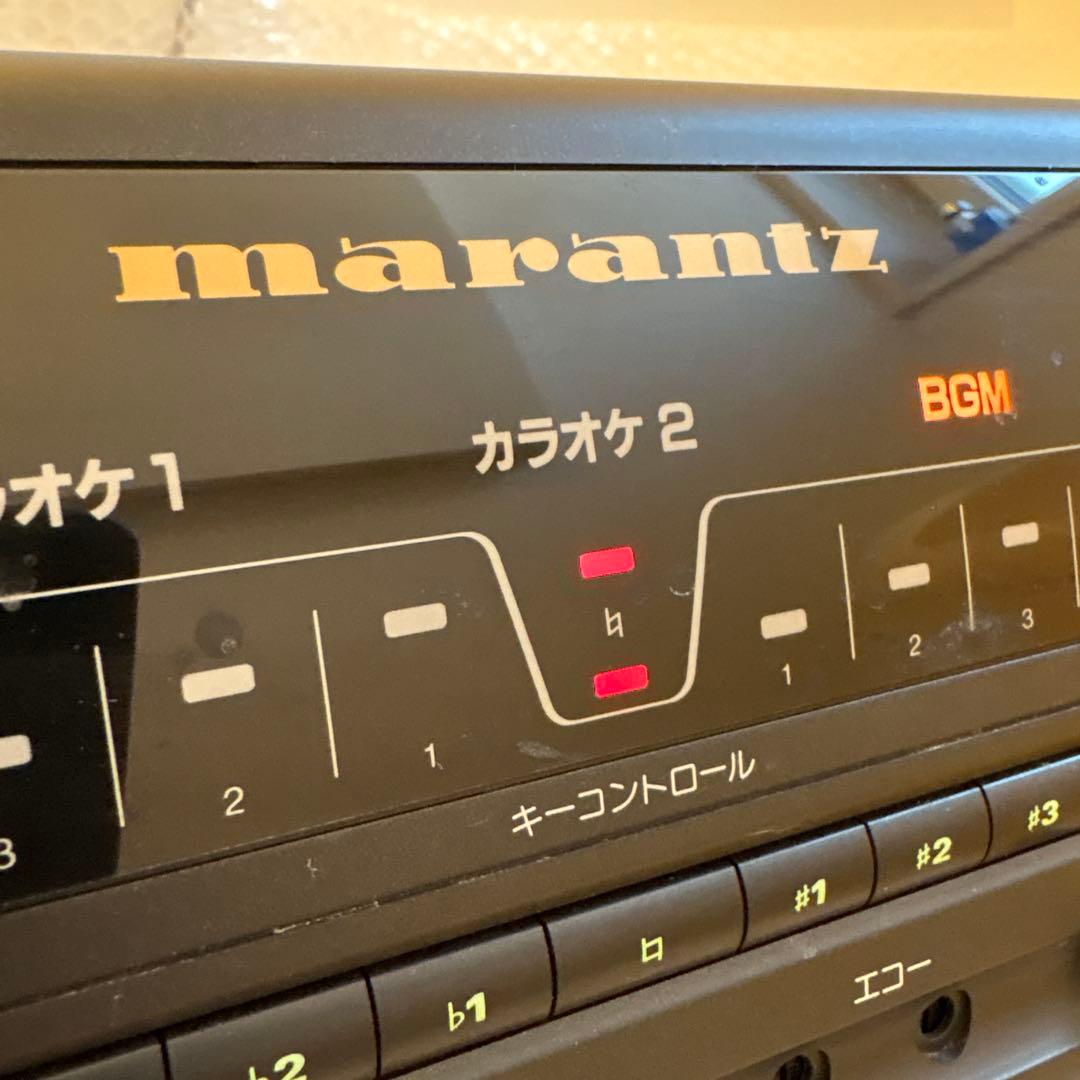 marantz
BGM
カラオケ 2
ラオケ 1
♮
3 2 1 1 2 3
キーコントロール
♭2 ♭1 ♮ ♯1 ♯2 ♯3
エコー